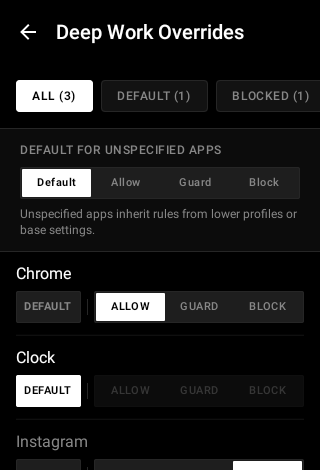 Deep Work Overrides
ALL (3) DEFAULT (1) BLOCKED (1)
DEFAULT FOR UNSPECIFIED APPS
Default Allow Guard Block
Unspecified apps inherit rules from lower profiles or
base settings.
Chrome
DEFAULT ALLOW GUARD BLOCK
Clock
DEFAULT ALLOW GUARD BLOCK
Instagram